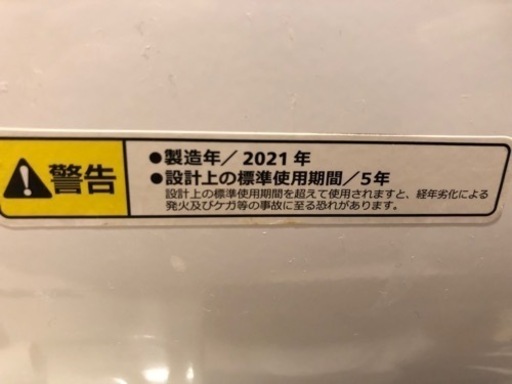 警告
●製造年／2021年
●設計上の標準使用期間／5年
設計上の標準使用期間を超えて使用されますと、経年劣化による
発火及びケガ等の事故に至る恐れがあります。